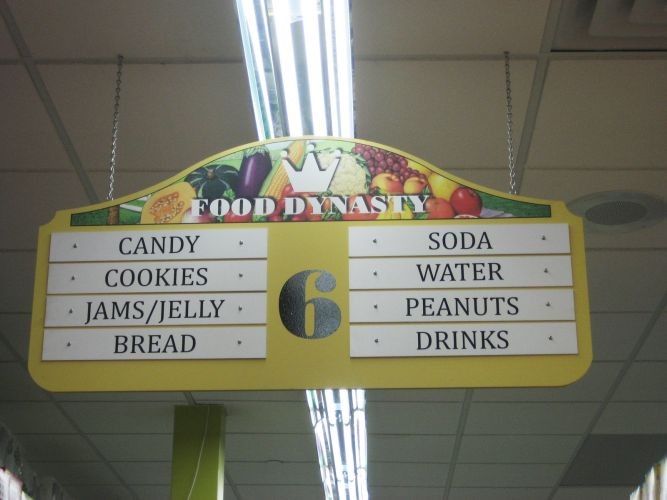 FOOD DYNASTY
CANDY
COOKIES
JAMS/JELLY
BREAD
6
SODA
WATER
PEANUTS
DRINKS